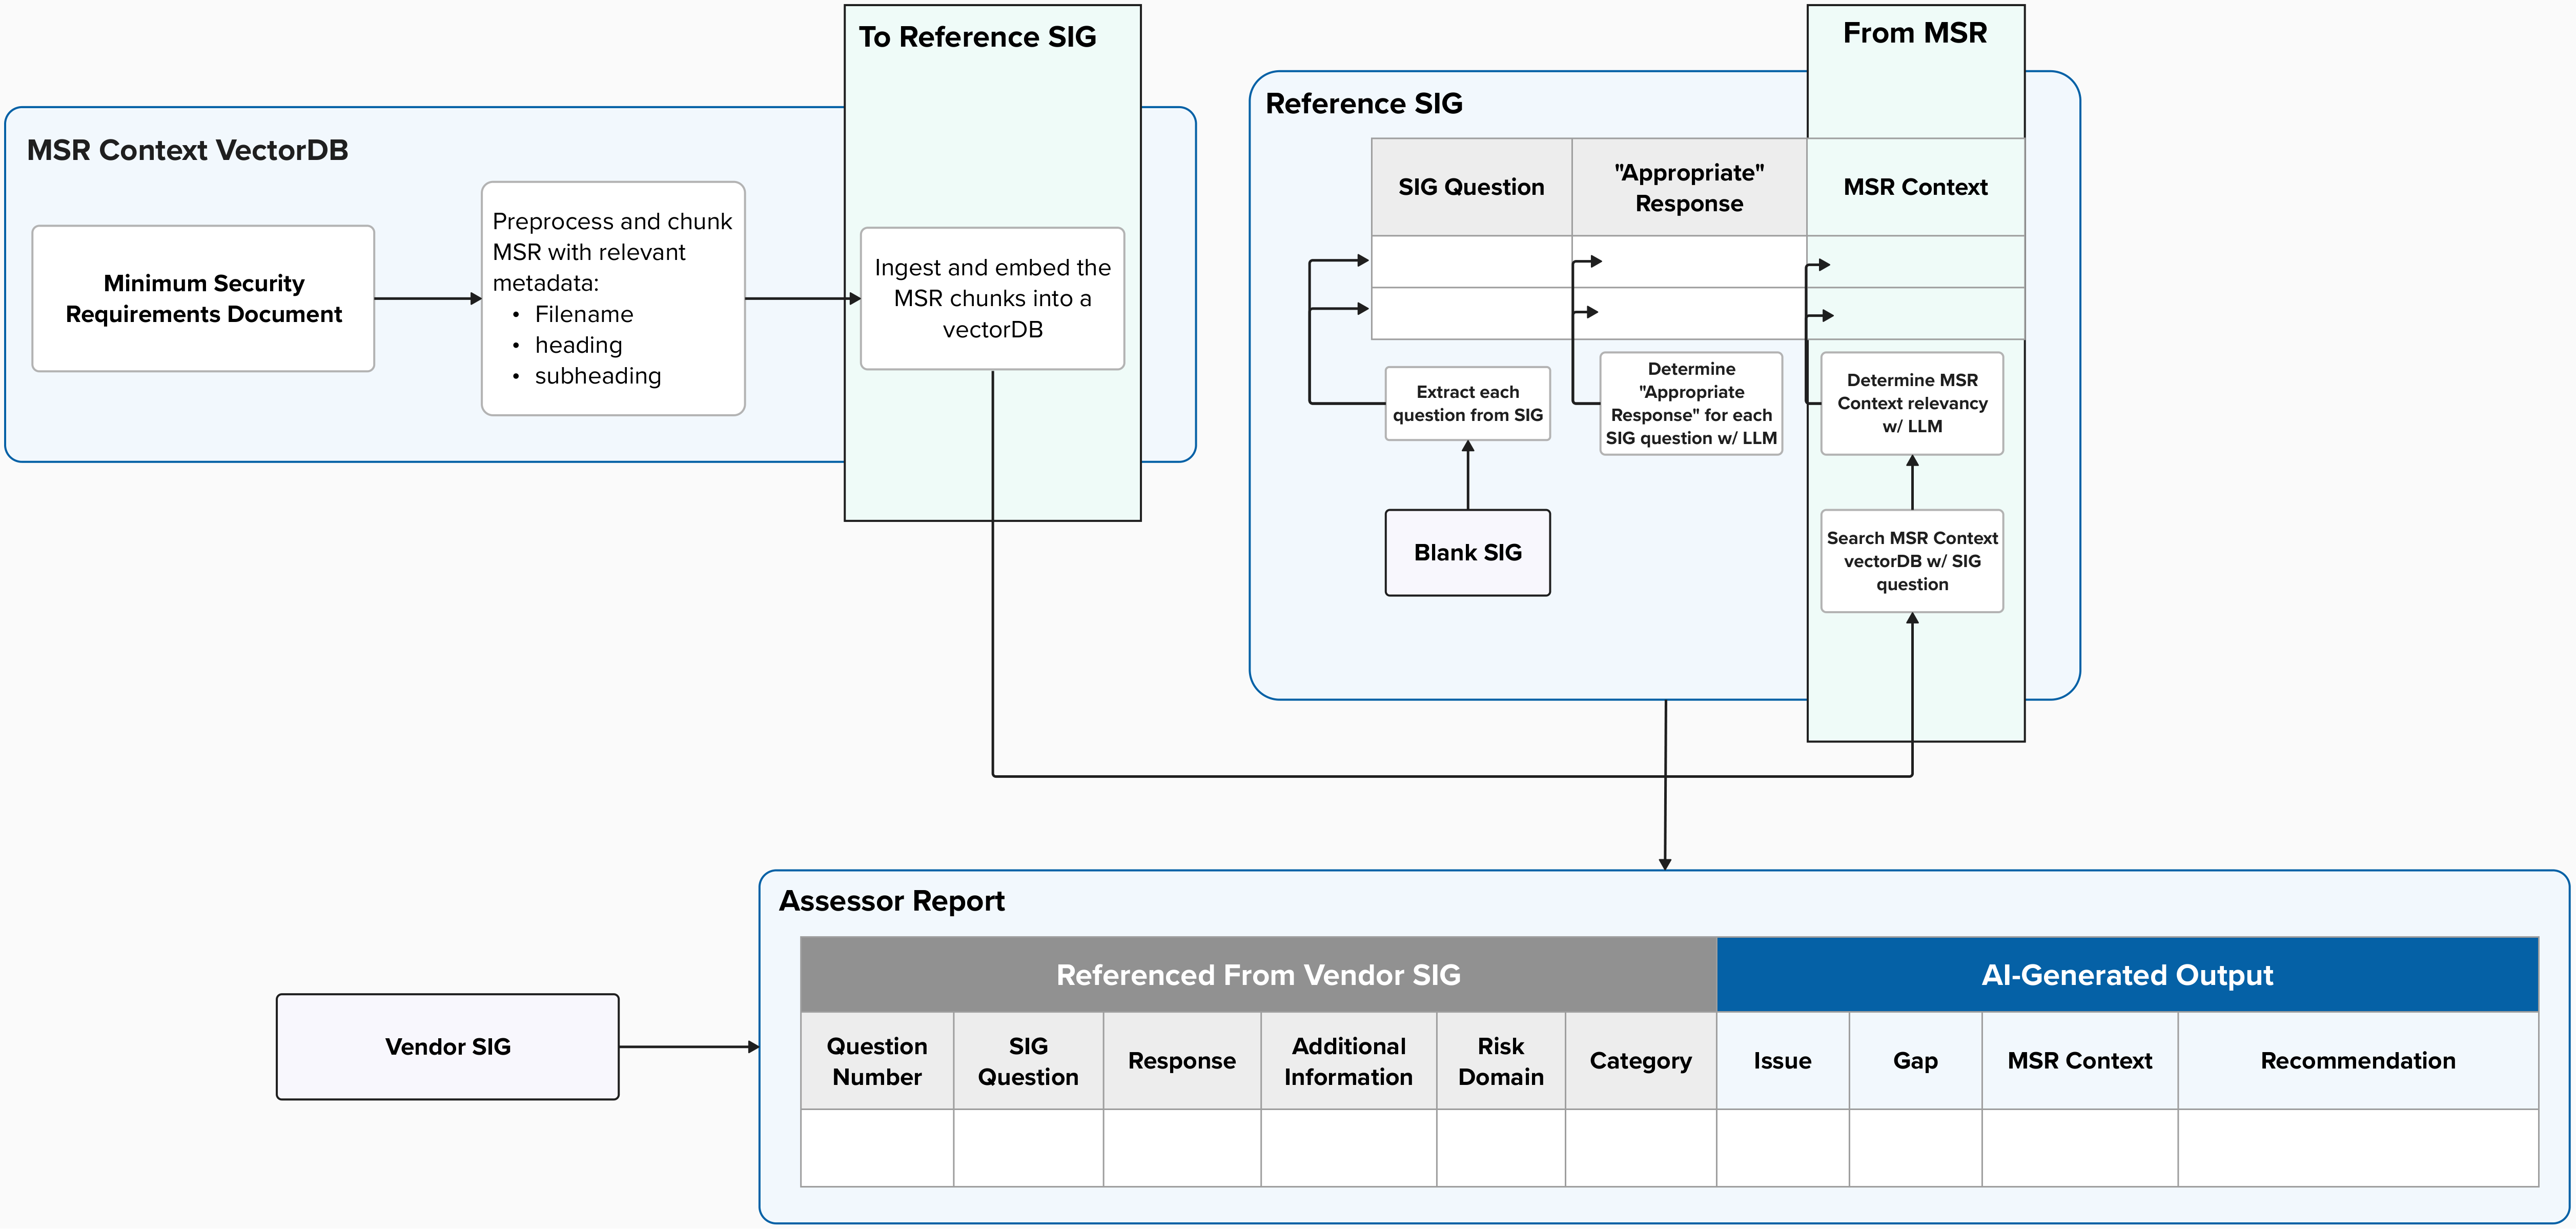 To Reference SIG
MSR Context VectorDB
Minimum Security
Requirements Document
Preprocess and chunk
MSR with relevant
metadata:
• Filename
• heading
• subheading
Ingest and embed the
MSR chunks into a
vectorDB
From MSR
Reference SIG
SIG Question
"Appropriate"
Response
MSR Context
Extract each
question from SIG
Determine
"Appropriate
Response" for each
SIG question w/ LLM
Determine MSR
Context relevancy
w/ LLM
Blank SIG
Search MSR Context
vectorDB w/ SIG
question
Vendor SIG
Assessor Report
Referenced From Vendor SIG
AI-Generated Output
Question
Number
SIG
Question
Response
Additional
Information
Risk
Domain
Category
Issue
Gap
MSR Context
Recommendation